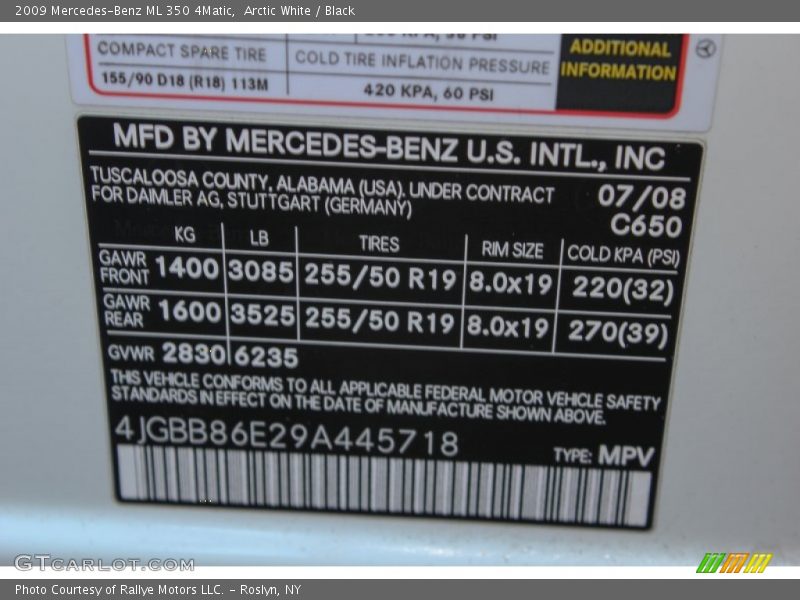 2009 Mercedes-Benz ML 350 4Matic,  Arctic White / Black
COMPACT SPARE TIRE
155/90 D18 (R18) 113M
COLD TIRE INFLATION PRESSURE
420 KPA, 60 PSI
ADDITIONAL
INFORMATION
MFD BY MERCEDES-BENZ U.S. INTL., INC
TUSCALOOSA COUNTY, ALABAMA (USA), UNDER CONTRACT
FOR DAIMLER AG, STUTTGART (GERMANY)
07/08
C650
KG LB TIRES RIM SIZE COLD KPA (PSI)
GAWR FRONT 1400 3085 255/50 R19 8.0x19 220(32)
GAWR REAR 1600 3525 255/50 R19 8.0x19 270(39)
GVWR 2830 6235
THIS VEHICLE CONFORMS TO ALL APPLICABLE FEDERAL MOTOR VEHICLE SAFETY
STANDARDS IN EFFECT ON THE DATE OF MANUFACTURE SHOWN ABOVE.
4JGBB86E29A445718
TYPE: MPV
GTcarlot.com
Photo Courtesy of Rallye Motors LLC. - Roslyn, NY